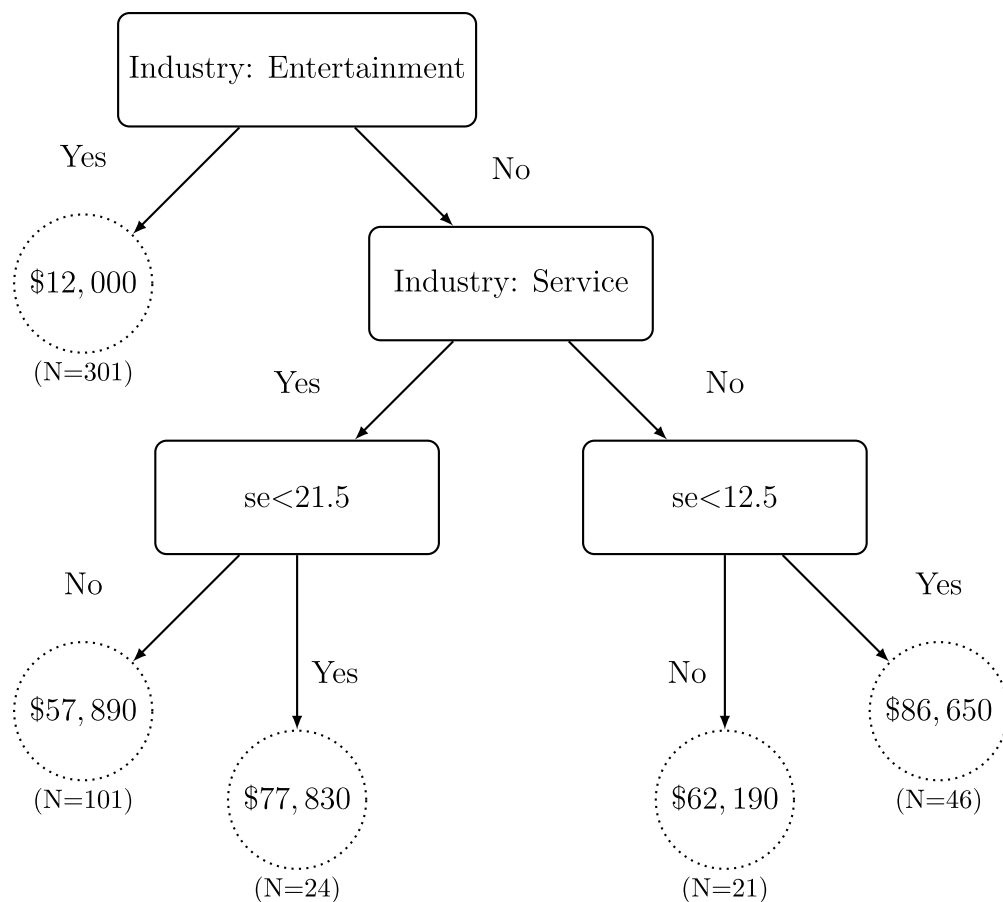 Industry: Entertainment
Yes
No
$12,000
Industry: Service
(N=301)
Yes
No
se<21.5
se<12.5
No
Yes
Yes
No
$57,890
$86,650
$77,830
$62,190
(N=101)
(N=46)
(N=24)
(N=21)